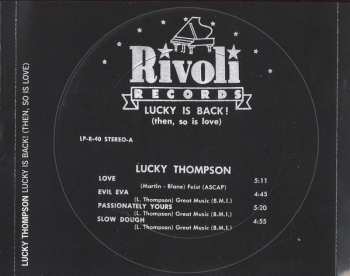 LUCKY THOMPSON LUCKY IS BACK! (THEN, SO IS LOVE)
Rivoli
RECORDS
LUCKY IS BACK!
(then, so is love)
LP-R-40 STEREO-A
LUCKY THOMPSON
LOVE 5:11
(Martin - Blane) Feist (ASCAP)
EVIL EVA 4:45
(L. Thompson) Great Music (B.M.I.)
PASSIONATELY YOURS 5:20
(L. Thompson) Great Music (B.M.I.)
SLOW DOUGH 4:55
(L. Thompson) Great Music (B.M.I.)